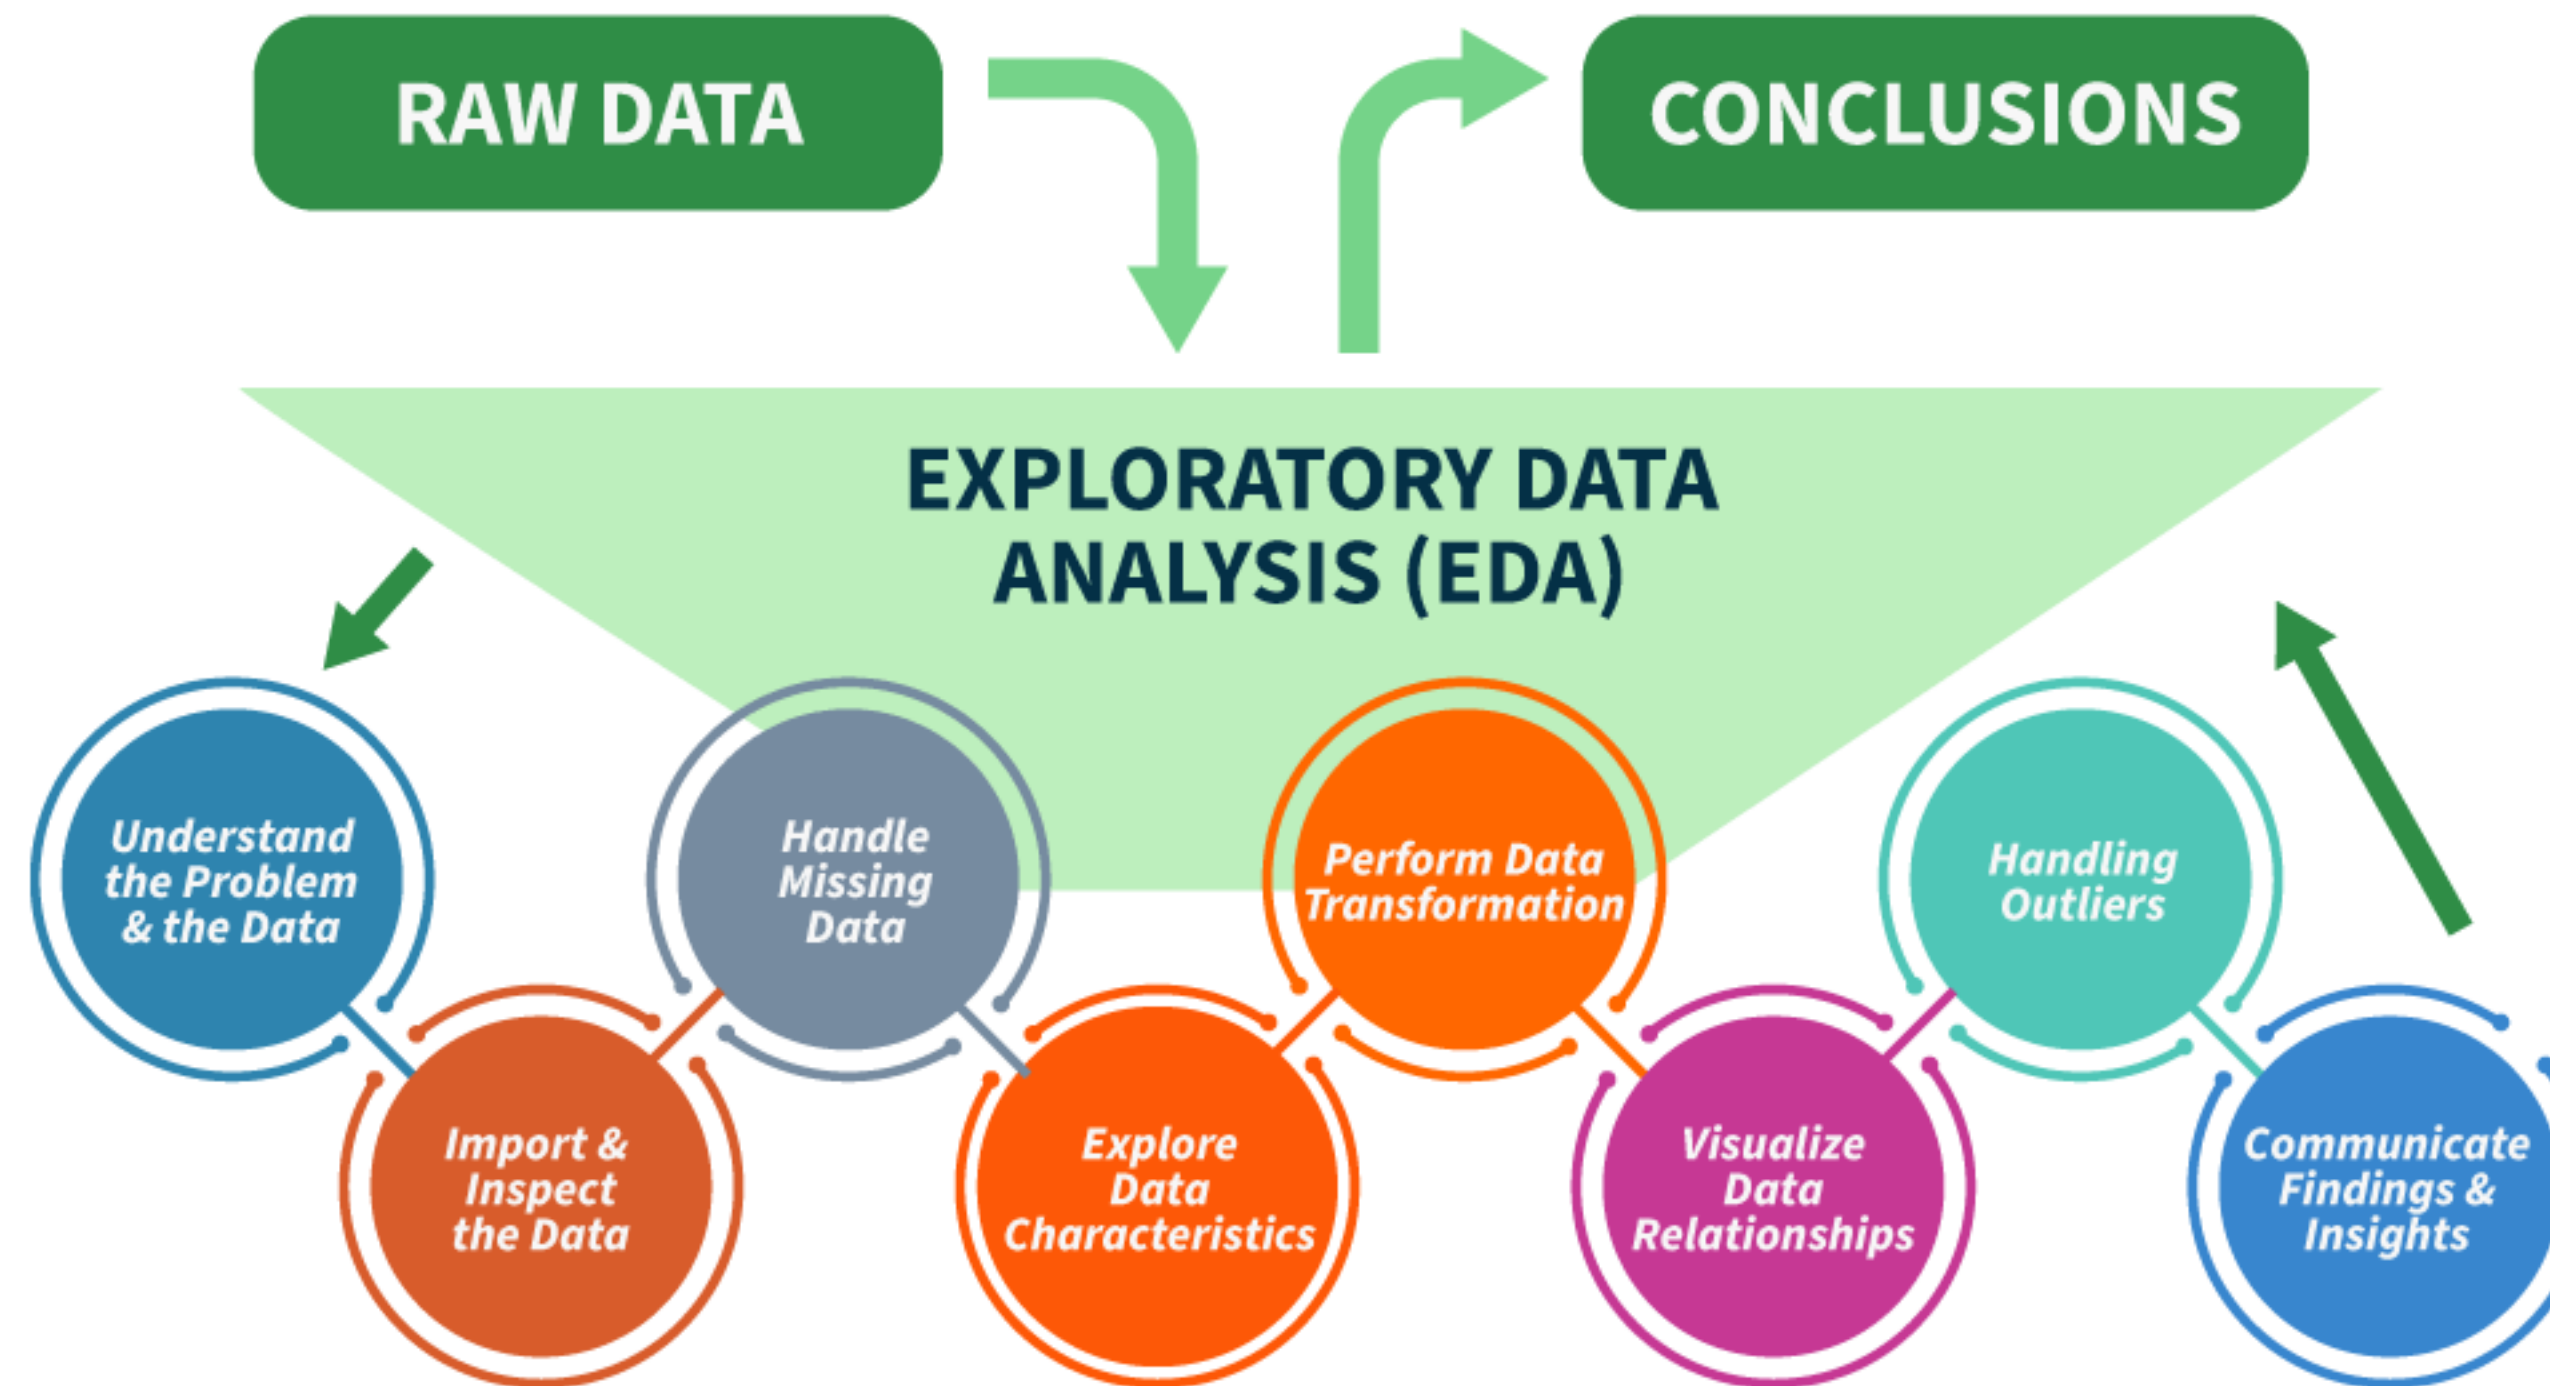 RAW DATA
CONCLUSIONS
EXPLORATORY DATA
ANALYSIS (EDA)
Understand
the Problem
& the Data
Import &
Inspect
the Data
Handle
Missing
Data
Explore
Data
Characteristics
Perform Data
Transformation
Visualize
Data
Relationships
Handling
Outliers
Communicate
Findings &
Insights